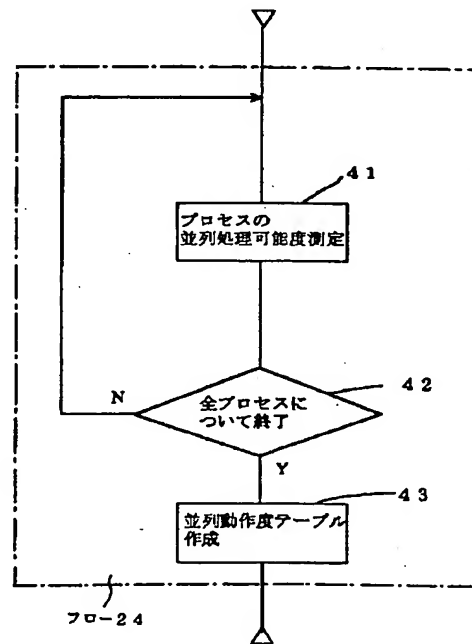 41
プロセスの
並列処理可能度測定
42
N
全プロセスに
ついて終了
Y
43
並列動作度テーブル
作成
フロー24